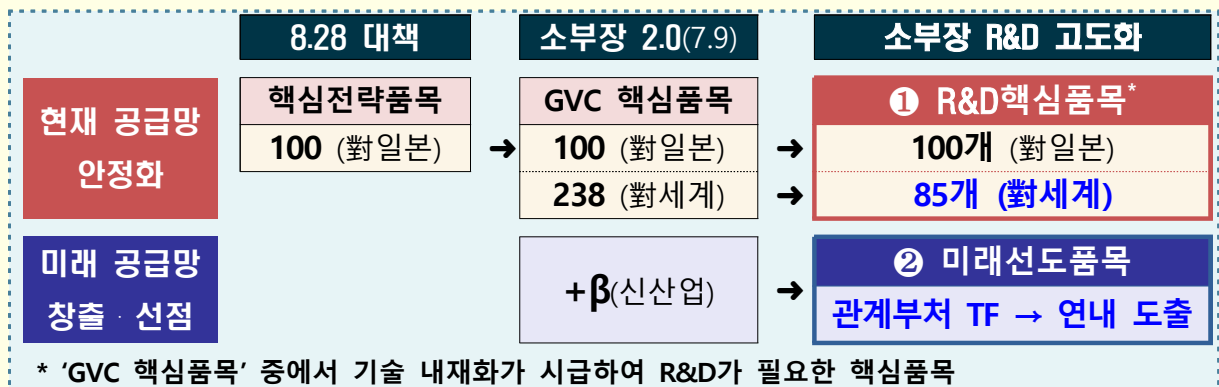 8.28 대책 소부장 2.0(7.9) 소부장 R&D 고도화
현재 공급망
안정화
핵심전략품목 GVC 핵심품목 ❶ R&D핵심품목*
100 (對일본) ➜ 100 (對일본) ➜ 100개 (對일본)
238 (對세계) ➜ 85개 (對세계)
미래 공급망
창출 · 선점
+β(신산업) ➜
❷ 미래선도품목
관계부처 TF → 연내 도출
* ‘GVC 핵심품목’ 중에서 기술 내재화가 시급하여 R&D가 필요한 핵심품목